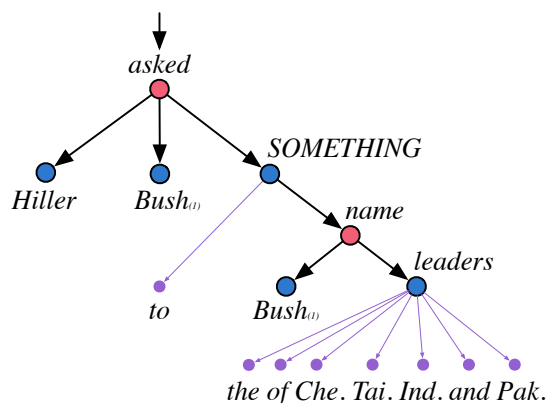 asked
SOMETHING
Hiller Bush(1)
name
leaders
to Bush(1)
the of Che. Tai. Ind. and Pak.